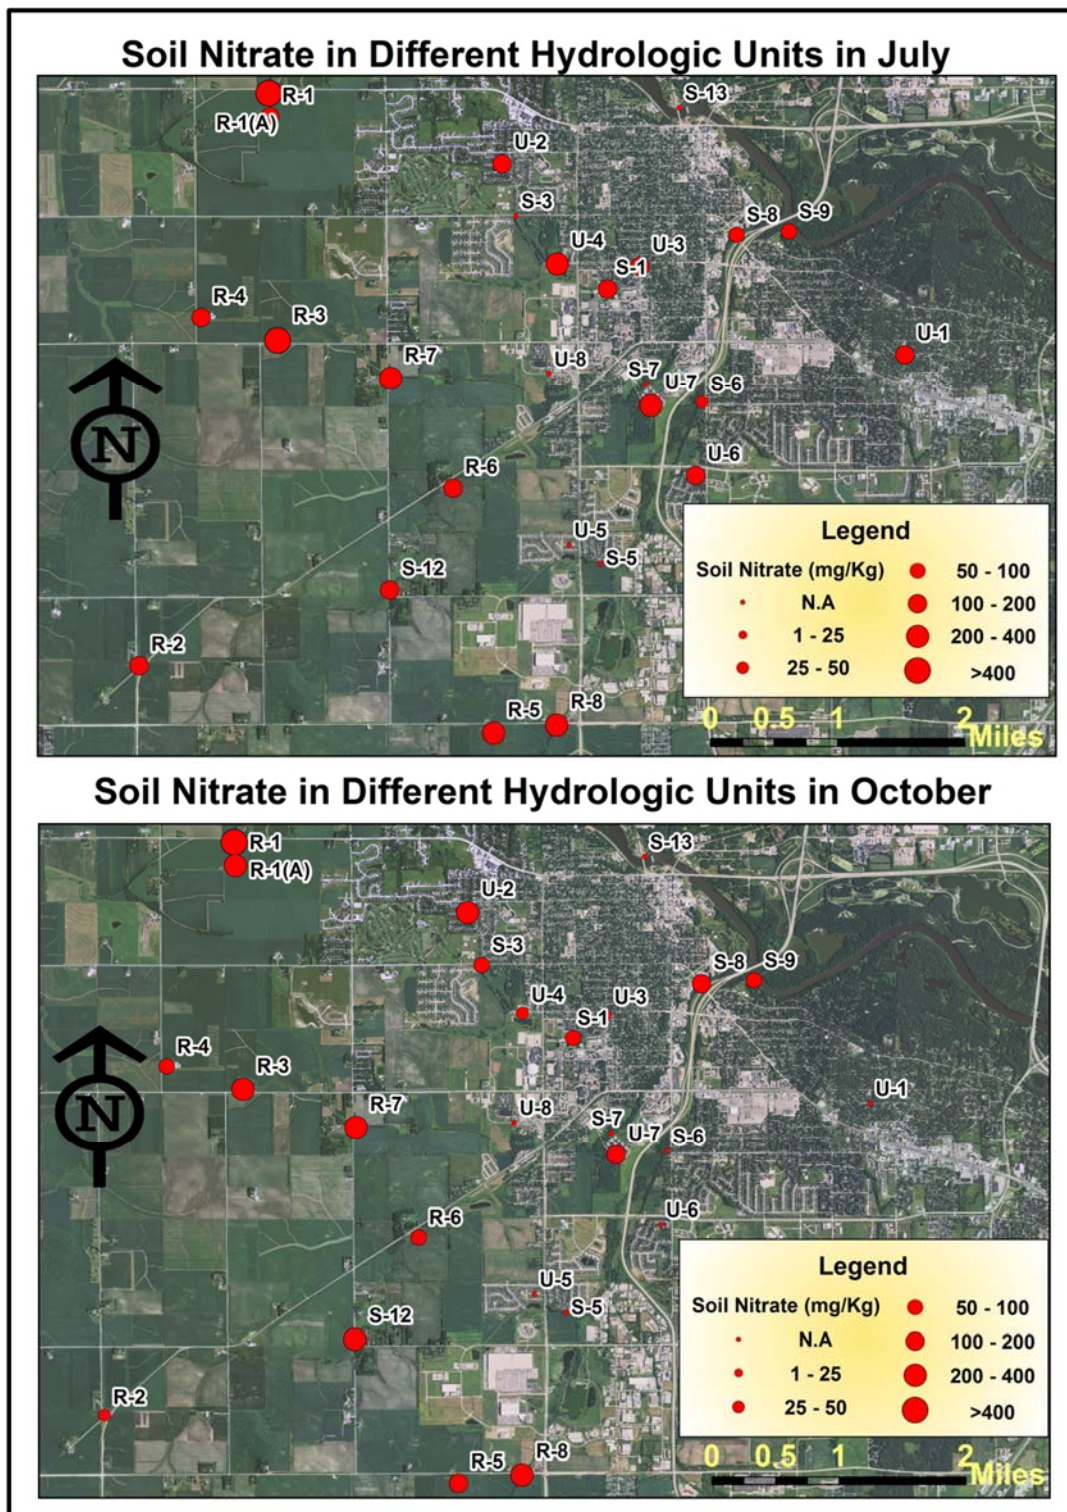 Soil Nitrate in Different Hydrologic Units in July
R-1
S-13
R-1(A)
U-2
S-3
S-8
S-9
U-4
U-3
S-1
R-4
R-3
U-1
R-7
U-8
S-7
U-7
S-6
N
R-6
U-6
U-5
S-5
S-12
R-2
R-5
R-8
Legend
Soil Nitrate (mg/Kg)
50 - 100
N.A
100 - 200
1 - 25
200 - 400
25 - 50
>400
0 0.5 1 2
Miles
Soil Nitrate in Different Hydrologic Units in October
R-1
S-13
R-1(A)
U-2
S-3
S-8
S-9
U-4
U-3
S-1
R-4
R-3
U-1
R-7
U-8
S-7
U-7
S-6
N
R-6
U-6
U-5
S-5
S-12
R-2
R-5
R-8
Legend
Soil Nitrate (mg/Kg)
50 - 100
N.A
100 - 200
1 - 25
200 - 400
25 - 50
>400
0 0.5 1 2
Miles